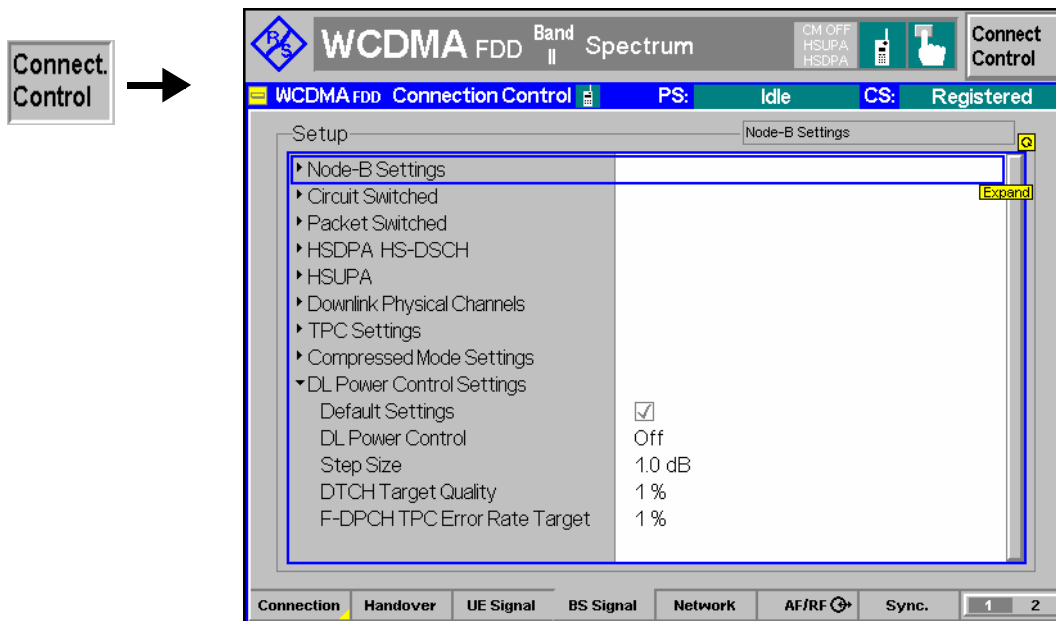 Connect.
Control
R&S
WCDMA FDD Band II Spectrum
CM OFF
HSUPA
HSDPA
Connect
Control
WCDMA FDD Connection Control PS: Idle CS: Registered
Setup
Node-B Settings
Node-B Settings
Expand
Circuit Switched
Packet Switched
HSDPA HS-DSCH
HSUPA
Downlink Physical Channels
TPC Settings
Compressed Mode Settings
DL Power Control Settings
Default Settings
DL Power Control Off
Step Size 1.0 dB
DTCH Target Quality 1 %
F-DPCH TPC Error Rate Target 1 %
Connection Handover UE Signal BS Signal Network AF/RF Sync. 1 2